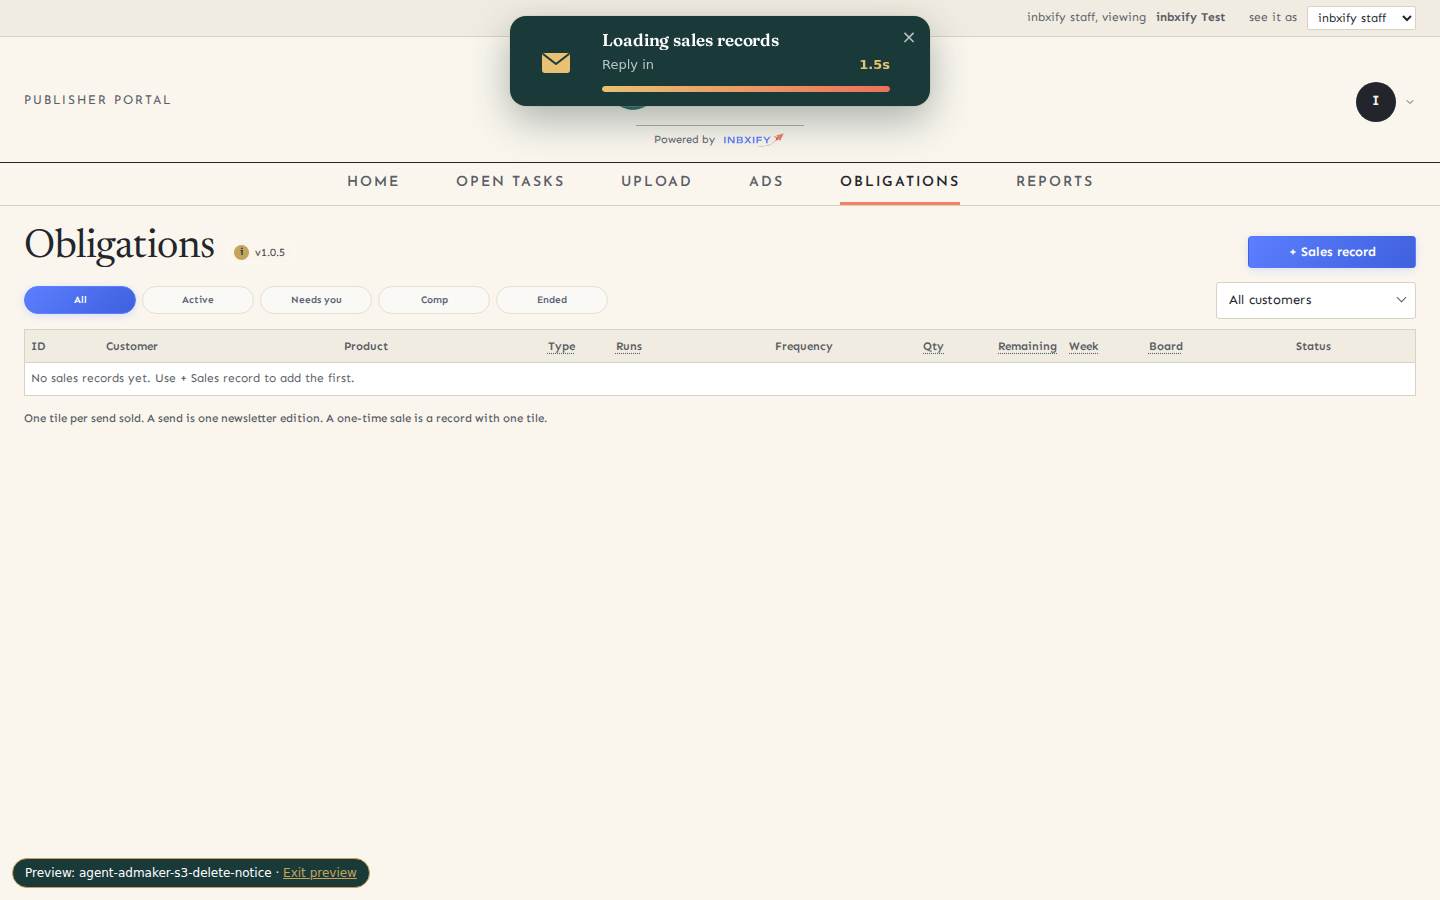 inbxify staff, viewing inbxify Test see it as inbxify staff
Loading sales records
Reply in 1.5s
PUBLISHER PORTAL
I
Powered by INBXIFY
HOME OPEN TASKS UPLOAD ADS OBLIGATIONS REPORTS
Obligations i v1.0.5
+ Sales record
All Active Needs you Comp Ended
All customers
ID Customer Product Type Runs Frequency Qty Remaining Week Board Status
No sales records yet. Use + Sales record to add the first.
One tile per send sold. A send is one newsletter edition. A one-time sale is a record with one tile.
Preview: agent-admaker-s3-delete-notice · Exit preview